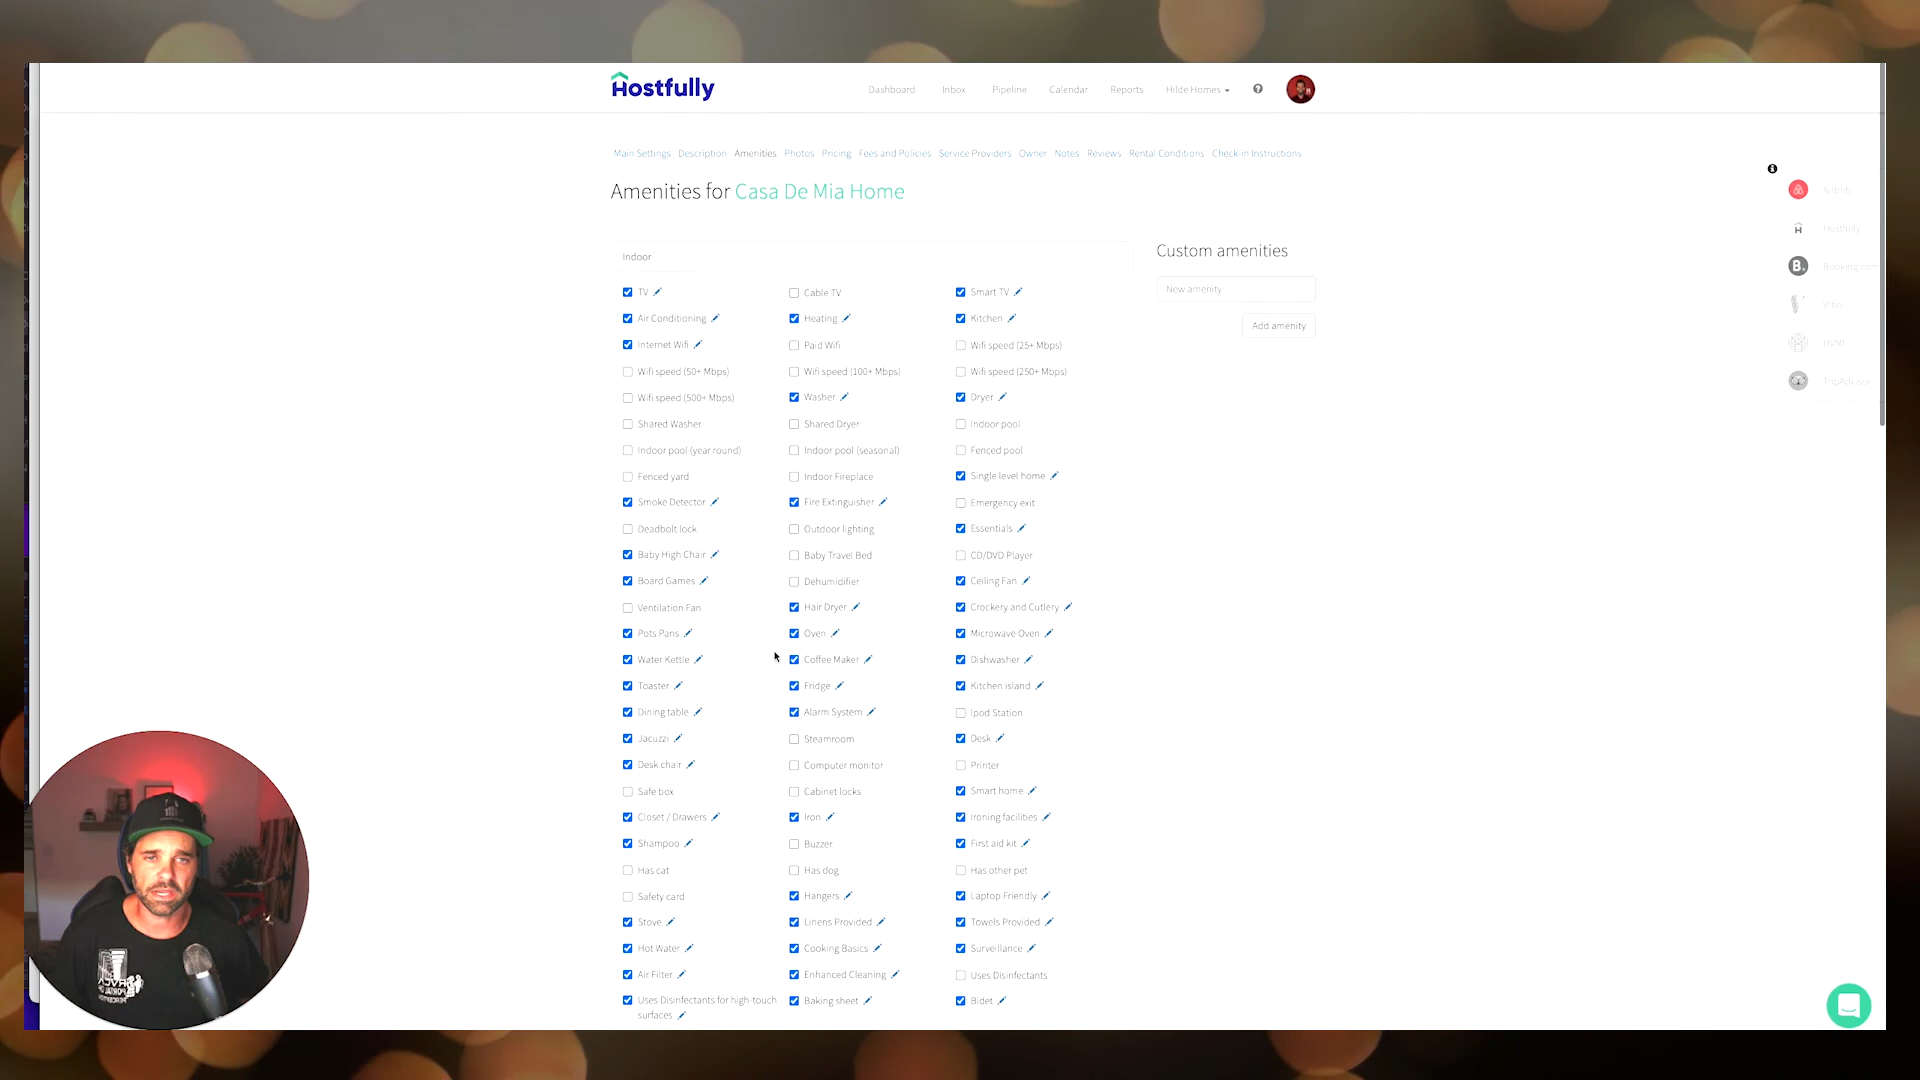 Hostfully
Dashboard Inbox Pipeline Calendar Reports Hilde Homes
Main Settings Description Amenities Photos Pricing Fees and Policies Service Providers Owner Notes Reviews Rental Conditions Check-in Instructions
Amenities for Casa De Mia Home
Airbnb
Hostfully
Booking.com
Vrbo
HVMI
TripAdvisor
Custom amenities
New amenity
Add amenity
Indoor
TV Cable TV Smart TV
Air Conditioning Heating Kitchen
Internet Wifi Paid Wifi Wifi speed (25+ Mbps)
Wifi speed (50+ Mbps) Wifi speed (100+ Mbps) Wifi speed (250+ Mbps)
Wifi speed (500+ Mbps) Washer Dryer
Shared Washer Shared Dryer Indoor pool
Indoor pool (year round) Indoor pool (seasonal) Fenced pool
Fenced yard Indoor Fireplace Single level home
Smoke Detector Fire Extinguisher Emergency exit
Deadbolt lock Outdoor lighting Essentials
Baby High Chair Baby Travel Bed CD/DVD Player
Board Games Dehumidifier Ceiling Fan
Ventilation Fan Hair Dryer Crockery and Cutlery
Pots Pans Oven Microwave Oven
Water Kettle Coffee Maker Dishwasher
Toaster Fridge Kitchen island
Dining table Alarm System Ipod Station
Jacuzzi Steamroom Desk
Desk chair Computer monitor Printer
Safe box Cabinet locks Smart home
Closet / Drawers Iron Ironing facilities
Shampoo Buzzer First aid kit
Has cat Has dog Has other pet
Safety card Hangers Laptop Friendly
Stove Linens Provided Towels Provided
Hot Water Cooking Basics Surveillance
Air Filter Enhanced Cleaning Uses Disinfectants
Uses Disinfectants for high-touch Baking sheet Bidet
surfaces